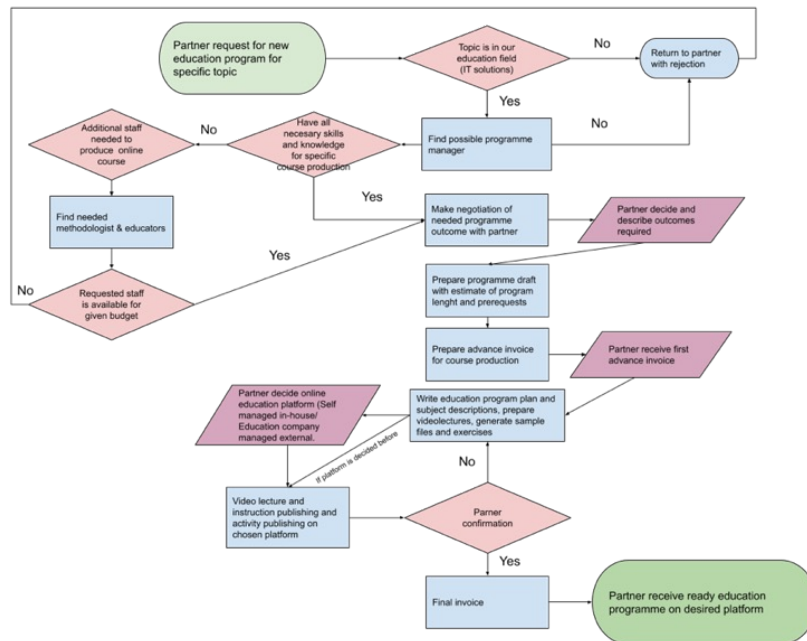 Partner request for new
education program for
specific topic
Topic is in our
education field
(IT solutions)
No
Return to partner
with rejection
Yes
Additional staff
needed to
produce online
course
No
Have all
necesary skills
and knowledge
for specific
course production
Find possible programme
manager
No
Yes
Find needed
methodologist & educators
Make negotiation of
needed programme
outcome with partner
Partner decide and
describe outcomes
required
Yes
No
Requested staff
is available for
given budget
Prepare programme draft
with estimate of program
lenght and prerequests
Prepare advance invoice
for course production
Partner receive first
advance invoice
Partner decide online
education platform (Self
managed in-house/
Education company
managed external.
Write education program plan and
subject descriptions, prepare
videolectures, generate sample
files and exercises
If platform is decided before
No
Video lecture and
instruction publishing and
activity publishing on
chosen platform
Parner
confirmation
Yes
Final invoice
Partner receive ready education
programme on desired platform